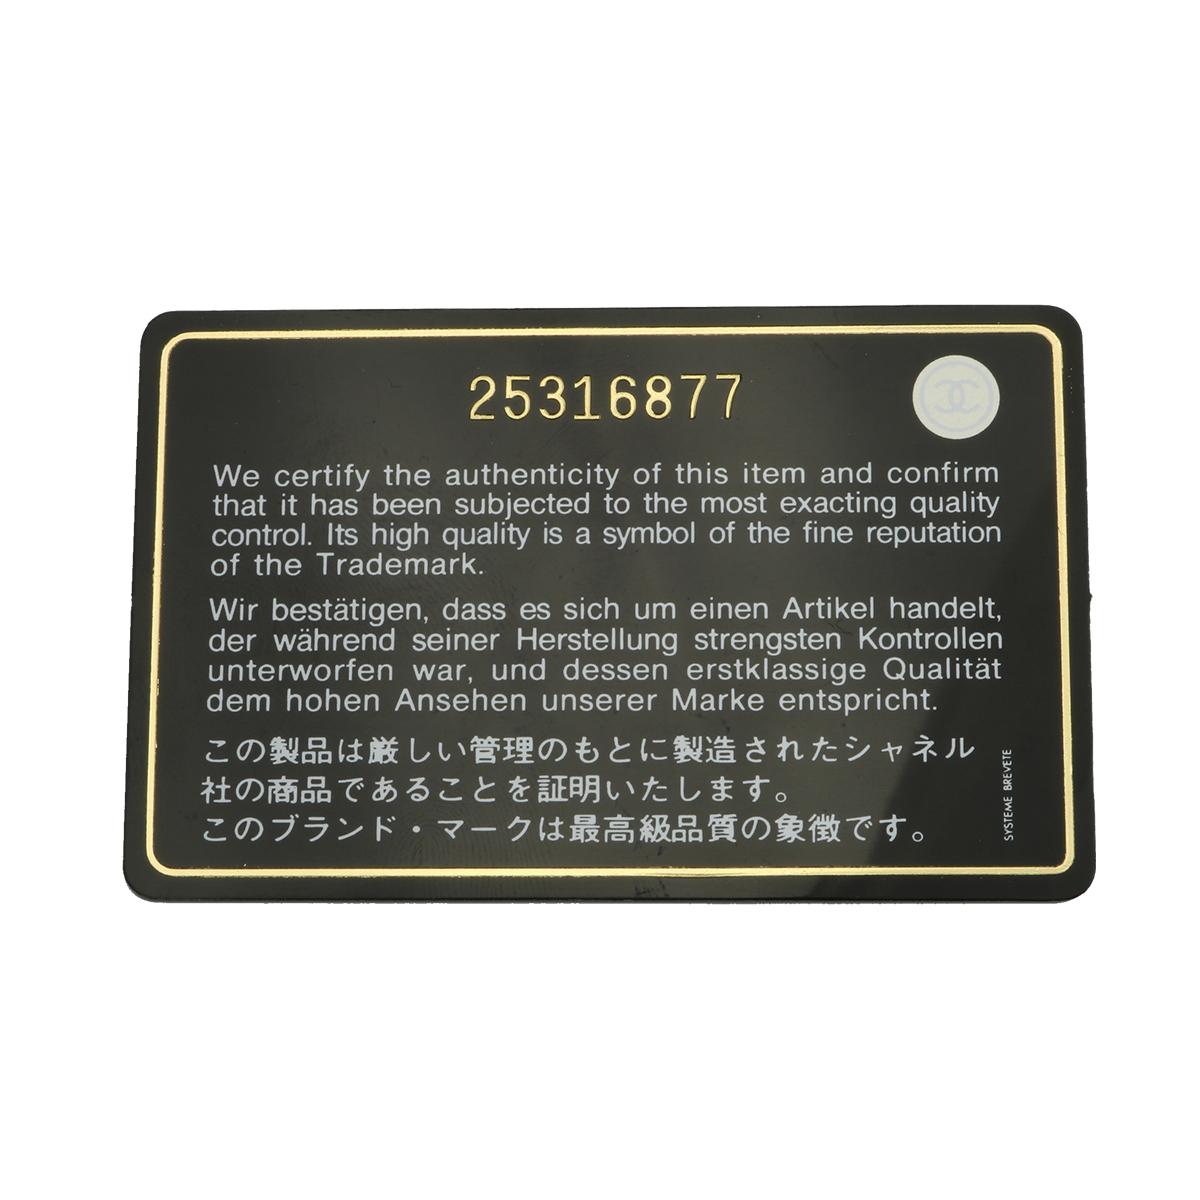 25316877
We certify the authenticity of this item and confirm
that it has been subjected to the most exacting quality
control. Its high quality is a symbol of the fine reputation
of the Trademark.
Wir bestätigen, dass es sich um einen Artikel handelt,
der während seiner Herstellung strengsten Kontrollen
unterworfen war, und dessen erstklassige Qualität
dem hohen Ansehen unserer Marke entspricht.
この製品は厳しい管理のもとに製造されたシャネル
社の商品であることを証明いたします。
このブランド・マークは最高級品質の象徴です。
SYSTEME BREVETE